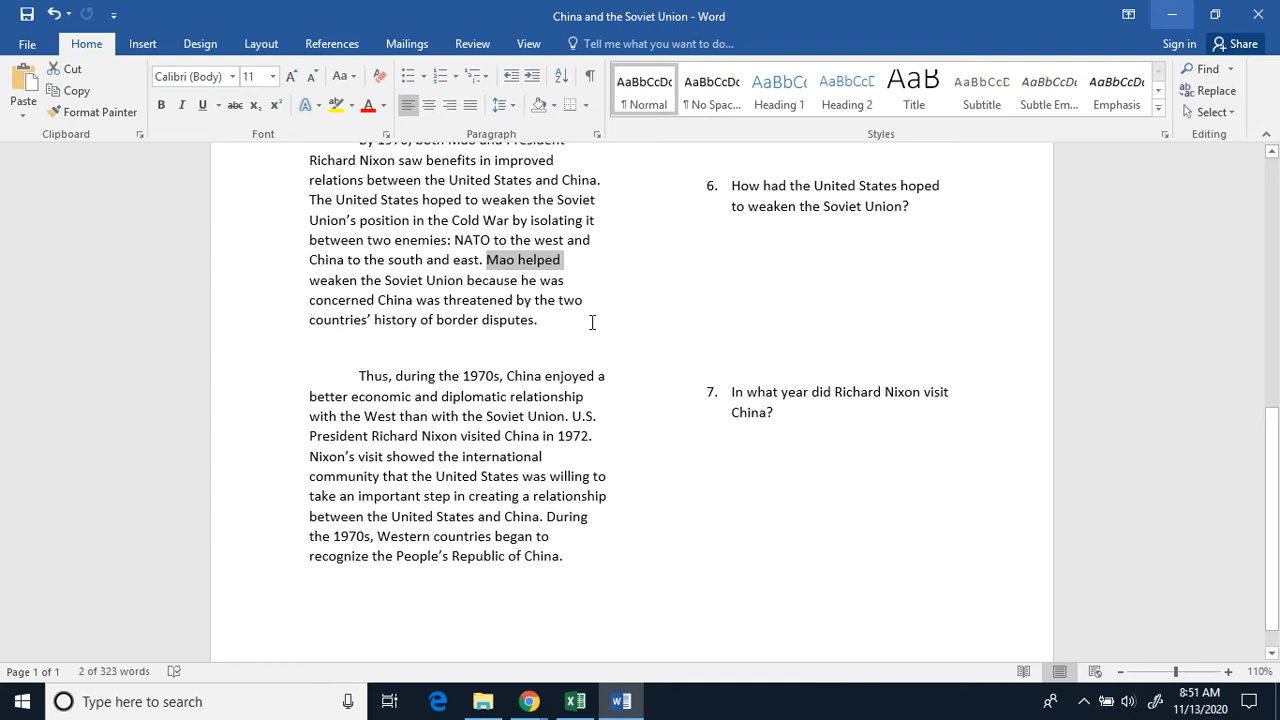 China and the Soviet Union - Word
File Home Insert Design Layout References Mailings Review View Tell me what you want to do... Sign in Share
Paste
Cut
Copy
Format Painter
Clipboard
Calibri (Body) 11
Font
Paragraph
AaBbCcDc AaBbCcDc AaBbCc AaBbCcD AaB AaBbCcD AaBbCcDc AaBbCcDc
¶ Normal ¶ No Spac... Heading 1 Heading 2 Title Subtitle Subtle Em... Emphasis
Styles
Find
Replace
Select
Editing
By 1970, both Mao and President
Richard Nixon saw benefits in improved
relations between the United States and China.
The United States hoped to weaken the Soviet
Union’s position in the Cold War by isolating it
between two enemies: NATO to the west and
China to the south and east. Mao helped
weaken the Soviet Union because he was
concerned China was threatened by the two
countries’ history of border disputes.
Thus, during the 1970s, China enjoyed a
better economic and diplomatic relationship
with the West than with the Soviet Union. U.S.
President Richard Nixon visited China in 1972.
Nixon’s visit showed the international
community that the United States was willing to
take an important step in creating a relationship
between the United States and China. During
the 1970s, Western countries began to
recognize the People’s Republic of China.
6. How had the United States hoped
to weaken the Soviet Union?
7. In what year did Richard Nixon visit
China?
Page 1 of 1 2 of 323 words 110%
Type here to search
8:51 AM
11/13/2020